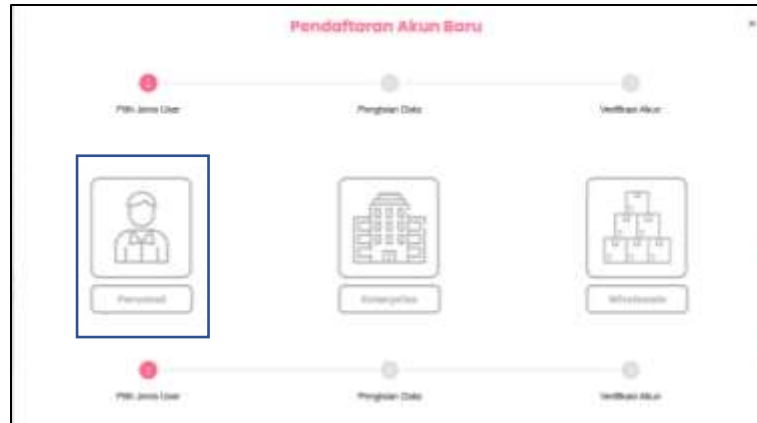 Pendaftaran Akun Baru
Pilih Jenis User
Pengisian Data
Verifikasi Akun
Personal
Enterprise
Wholesale
Pilih Jenis User
Pengisian Data
Verifikasi Akun